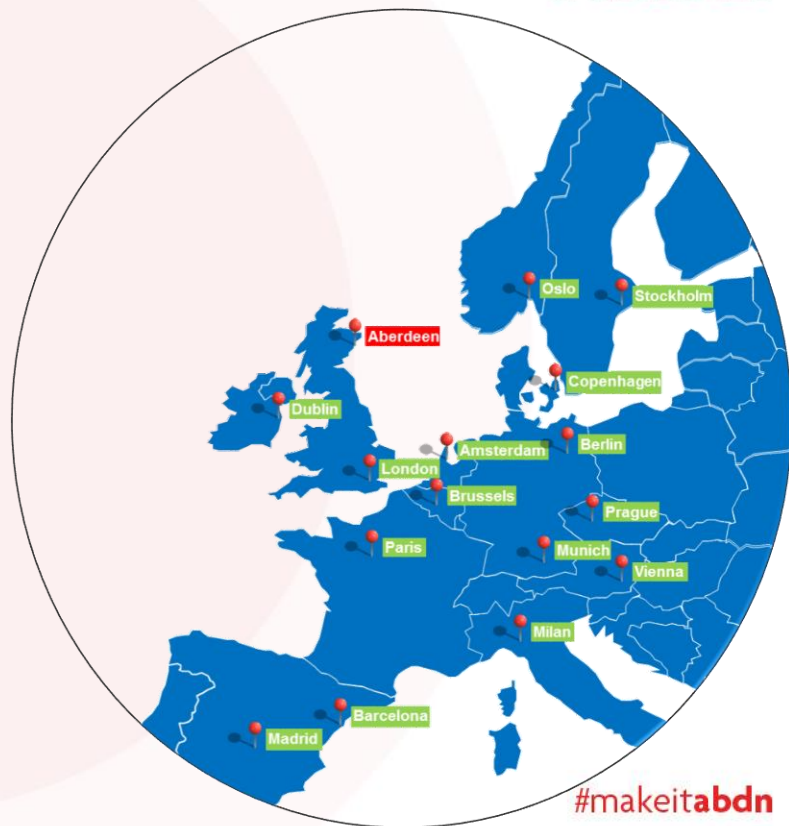 Oslo
Stockholm
Aberdeen
Copenhagen
Dublin
Berlin
Amsterdam
London
Brussels
Prague
Paris
Munich
Vienna
Milan
Barcelona
Madrid
#makeitabdn